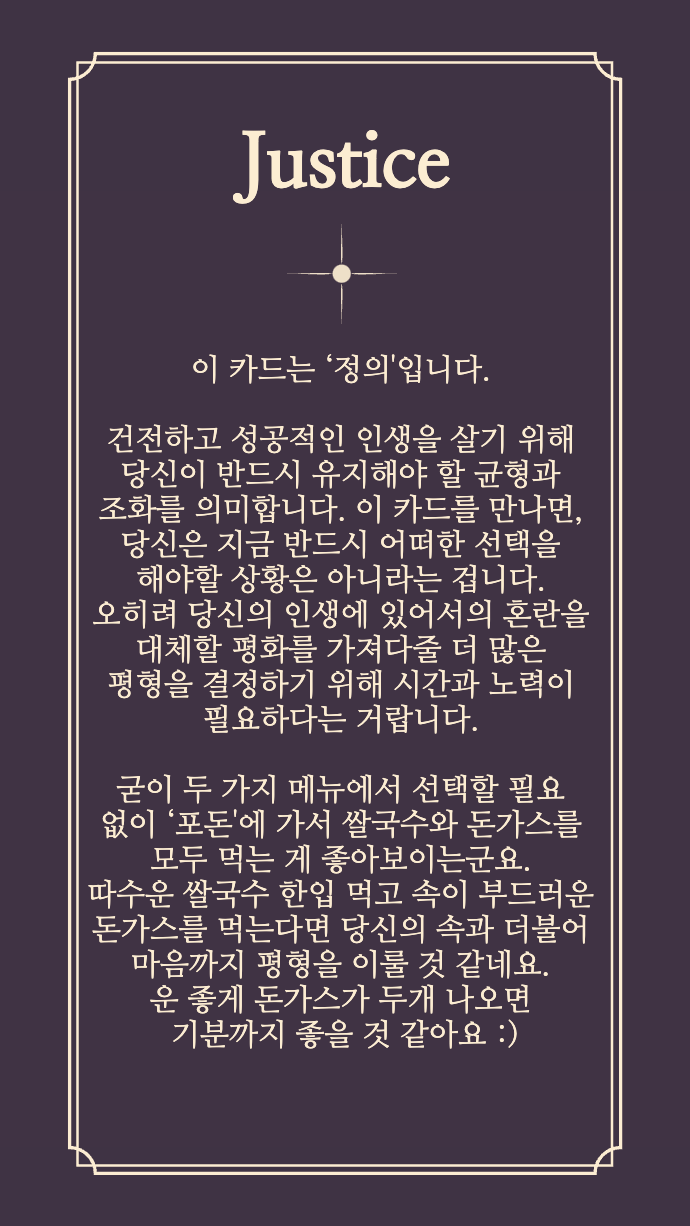 Justice
이 카드는 ‘정의'입니다.
건전하고 성공적인 인생을 살기 위해
당신이 반드시 유지해야 할 균형과
조화를 의미합니다. 이 카드를 만나면,
당신은 지금 반드시 어떠한 선택을
해야할 상황은 아니라는 겁니다.
오히려 당신의 인생에 있어서의 혼란을
대체할 평화를 가져다줄 더 많은
평형을 결정하기 위해 시간과 노력이
필요하다는 거랍니다.
굳이 두 가지 메뉴에서 선택할 필요
없이 ‘포돈'에 가서 쌀국수와 돈가스를
모두 먹는 게 좋아보이는군요.
따수운 쌀국수 한입 먹고 속이 부드러운
돈가스를 먹는다면 당신의 속과 더불어
마음까지 평형을 이룰 것 같네요.
운 좋게 돈가스가 두개 나오면
기분까지 좋을 것 같아요 :)